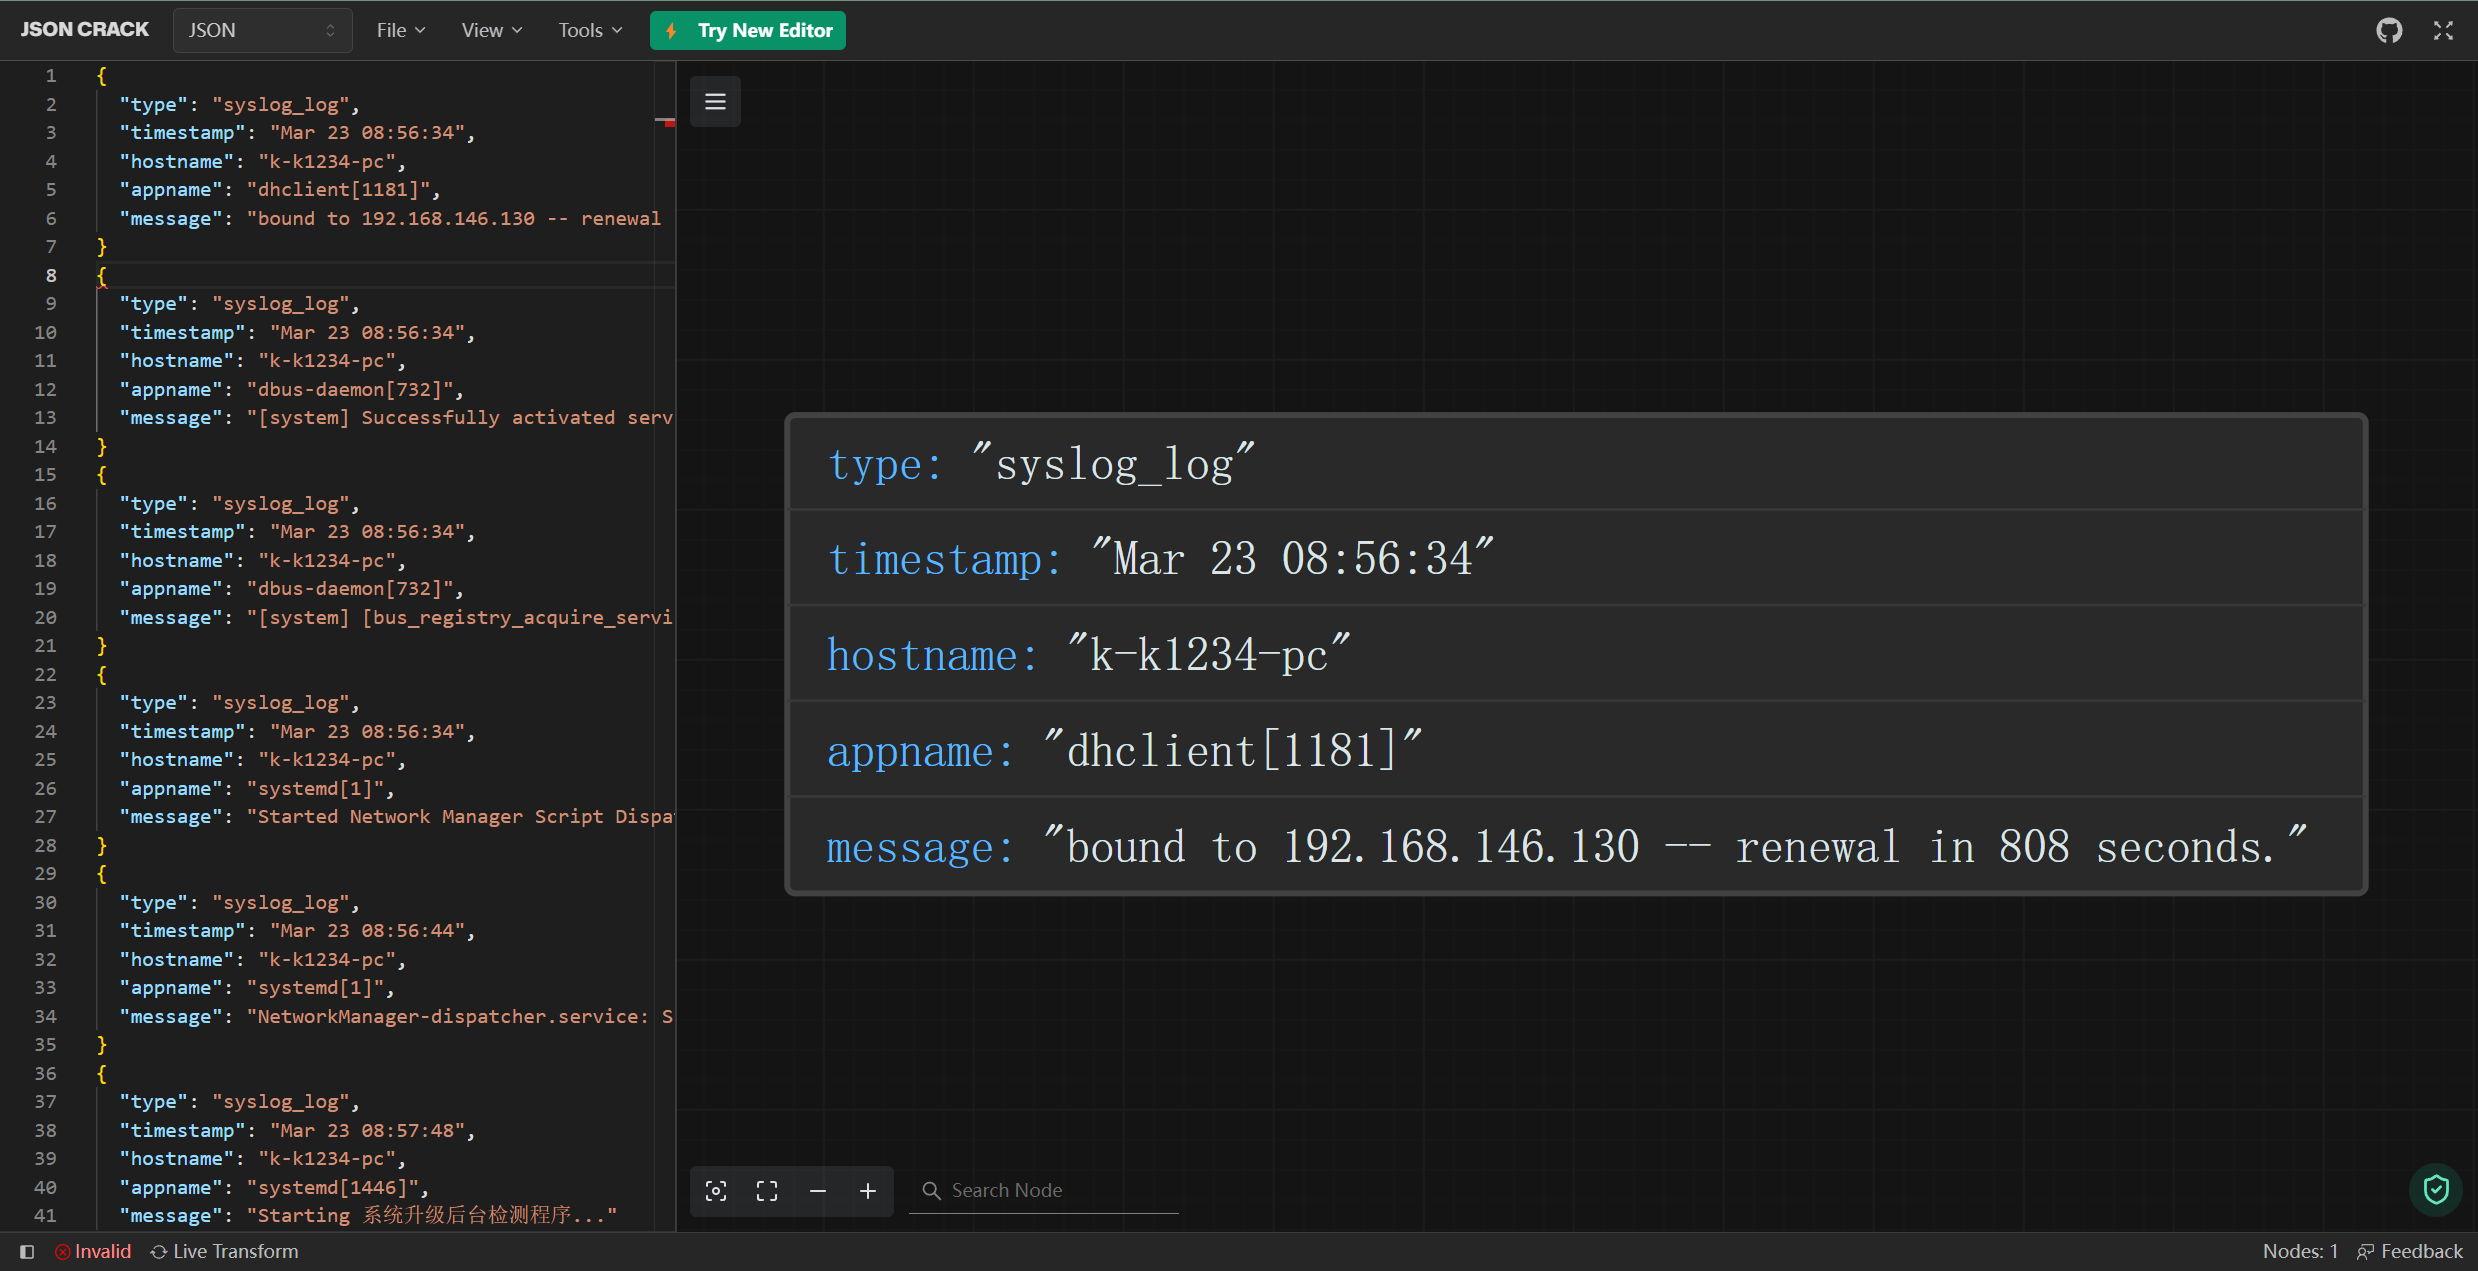 JSON CRACK JSON File View Tools Try New Editor
1 {
2 "type": "syslog_log",
3 "timestamp": "Mar 23 08:56:34",
4 "hostname": "k-k1234-pc",
5 "appname": "dhclient[1181]",
6 "message": "bound to 192.168.146.130 -- renewal
7 }
8 {
9 "type": "syslog_log",
10 "timestamp": "Mar 23 08:56:34",
11 "hostname": "k-k1234-pc",
12 "appname": "dbus-daemon[732]",
13 "message": "[system] Successfully activated serv
14 }
15 {
16 "type": "syslog_log",
17 "timestamp": "Mar 23 08:56:34",
18 "hostname": "k-k1234-pc",
19 "appname": "dbus-daemon[732]",
20 "message": "[system] [bus_registry_acquire_servi
21 }
22 {
23 "type": "syslog_log",
24 "timestamp": "Mar 23 08:56:34",
25 "hostname": "k-k1234-pc",
26 "appname": "systemd[1]",
27 "message": "Started Network Manager Script Dispa
28 }
29 {
30 "type": "syslog_log",
31 "timestamp": "Mar 23 08:56:44",
32 "hostname": "k-k1234-pc",
33 "appname": "systemd[1]",
34 "message": "NetworkManager-dispatcher.service: S
35 }
36 {
37 "type": "syslog_log",
38 "timestamp": "Mar 23 08:57:48",
39 "hostname": "k-k1234-pc",
40 "appname": "systemd[1446]",
41 "message": "Starting 系统升级后台检测程序..."
type: "syslog_log"
timestamp: "Mar 23 08:56:34"
hostname: "k-k1234-pc"
appname: "dhclient[1181]"
message: "bound to 192.168.146.130 -- renewal in 808 seconds."
Search Node
Invalid Live Transform Nodes: 1 Feedback